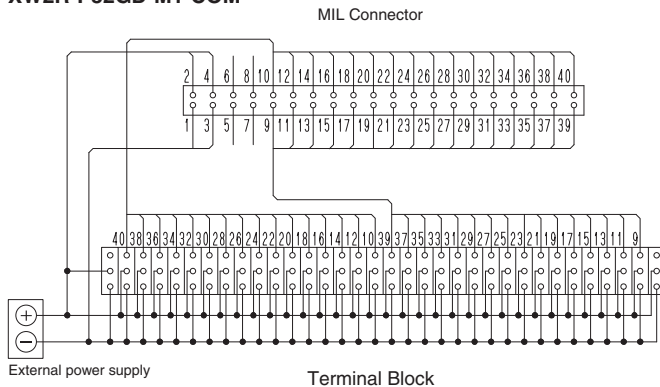 MIL Connector
2 4 6 8 10 12 14 16 18 20 22 24 26 28 30 32 34 36 38 40
1 3 5 7 9 11 13 15 17 19 21 23 25 27 29 31 33 35 37 39
40 38 36 34 32 30 28 26 24 22 20 18 16 14 12 10 39 37 35 33 31 29 27 25 23 21 19 17 15 13 11 9
+
−
External power supply
Terminal Block